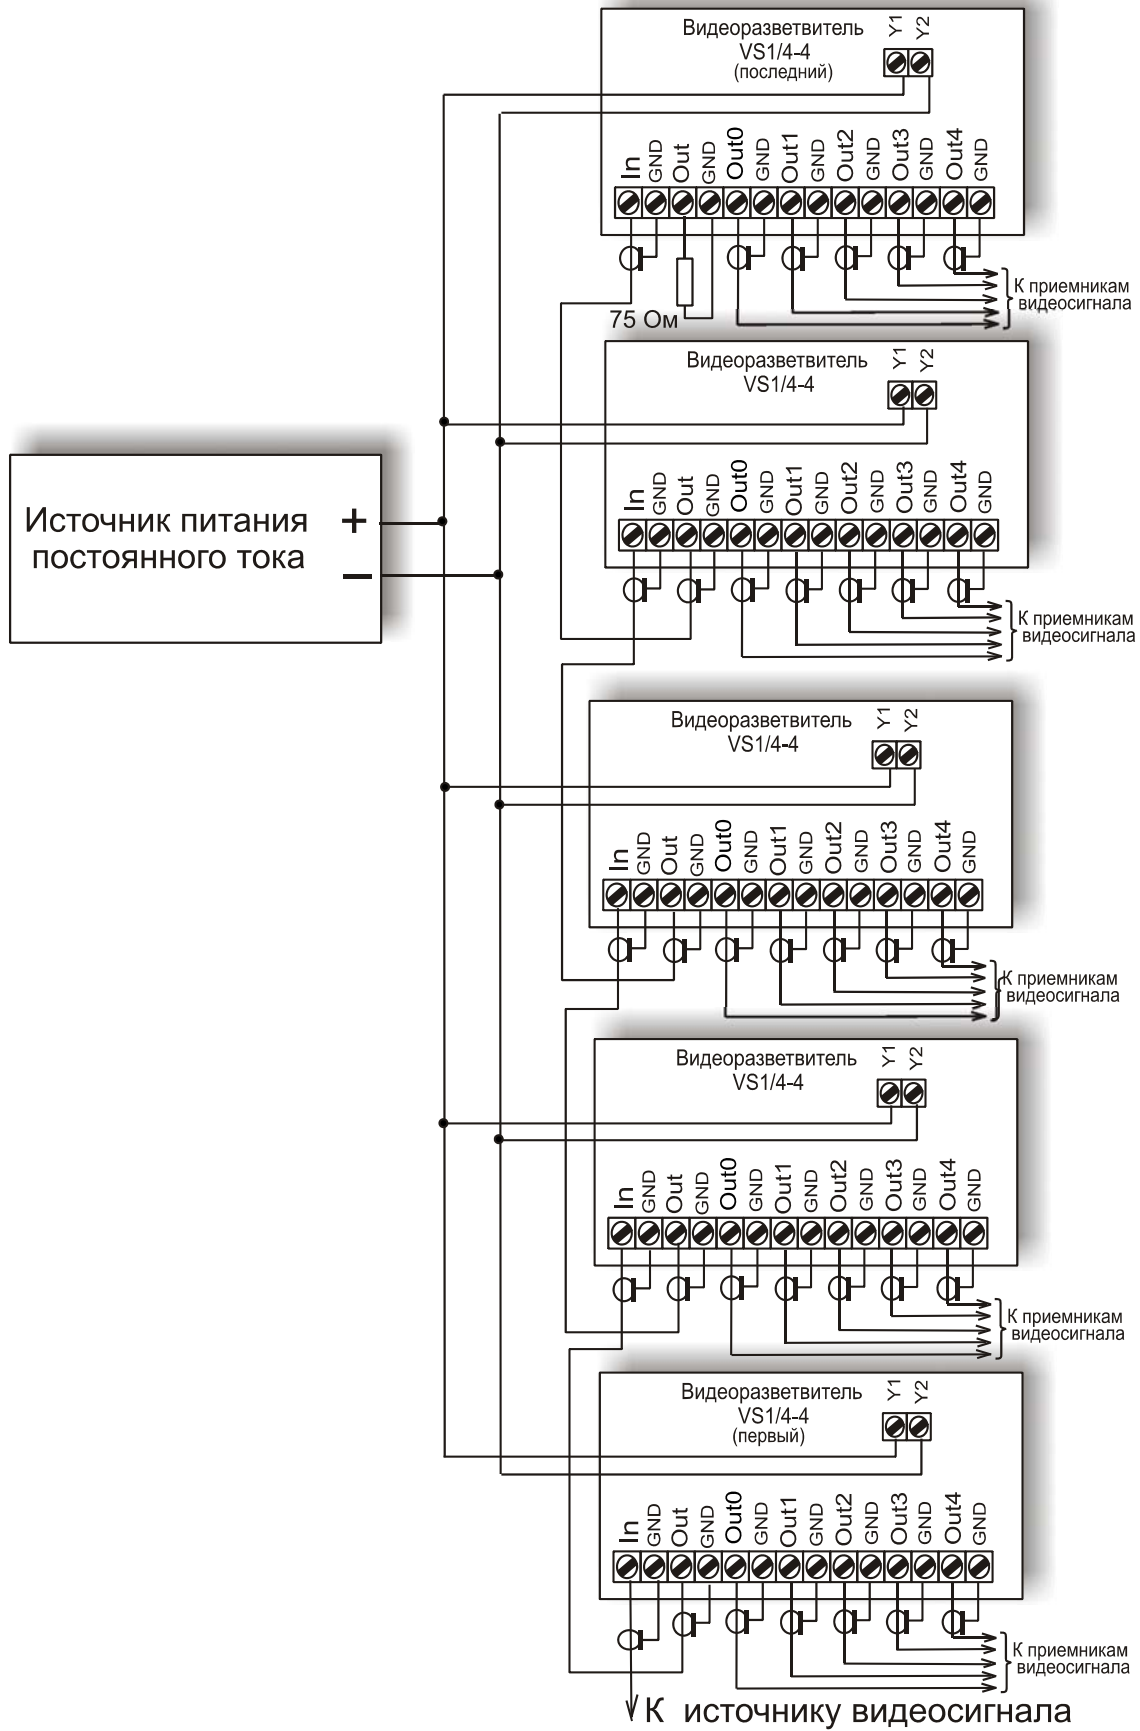 Видеоразветвитель
VS1/4-4
(последний)
Y1 Y2
In GND Out GND Out0 GND Out1 GND Out2 GND Out3 GND Out4 GND
75 Ом
К приемникам
видеосигнала
Видеоразветвитель
VS1/4-4
Y1 Y2
In GND Out GND Out0 GND Out1 GND Out2 GND Out3 GND Out4 GND
К приемникам
видеосигнала
Источник питания
постоянного тока
+
–
Видеоразветвитель
VS1/4-4
Y1 Y2
In GND Out GND Out0 GND Out1 GND Out2 GND Out3 GND Out4 GND
К приемникам
видеосигнала
Видеоразветвитель
VS1/4-4
Y1 Y2
In GND Out GND Out0 GND Out1 GND Out2 GND Out3 GND Out4 GND
К приемникам
видеосигнала
Видеоразветвитель
VS1/4-4
(первый)
Y1 Y2
In GND Out GND Out0 GND Out1 GND Out2 GND Out3 GND Out4 GND
К приемникам
видеосигнала
К источнику видеосигнала